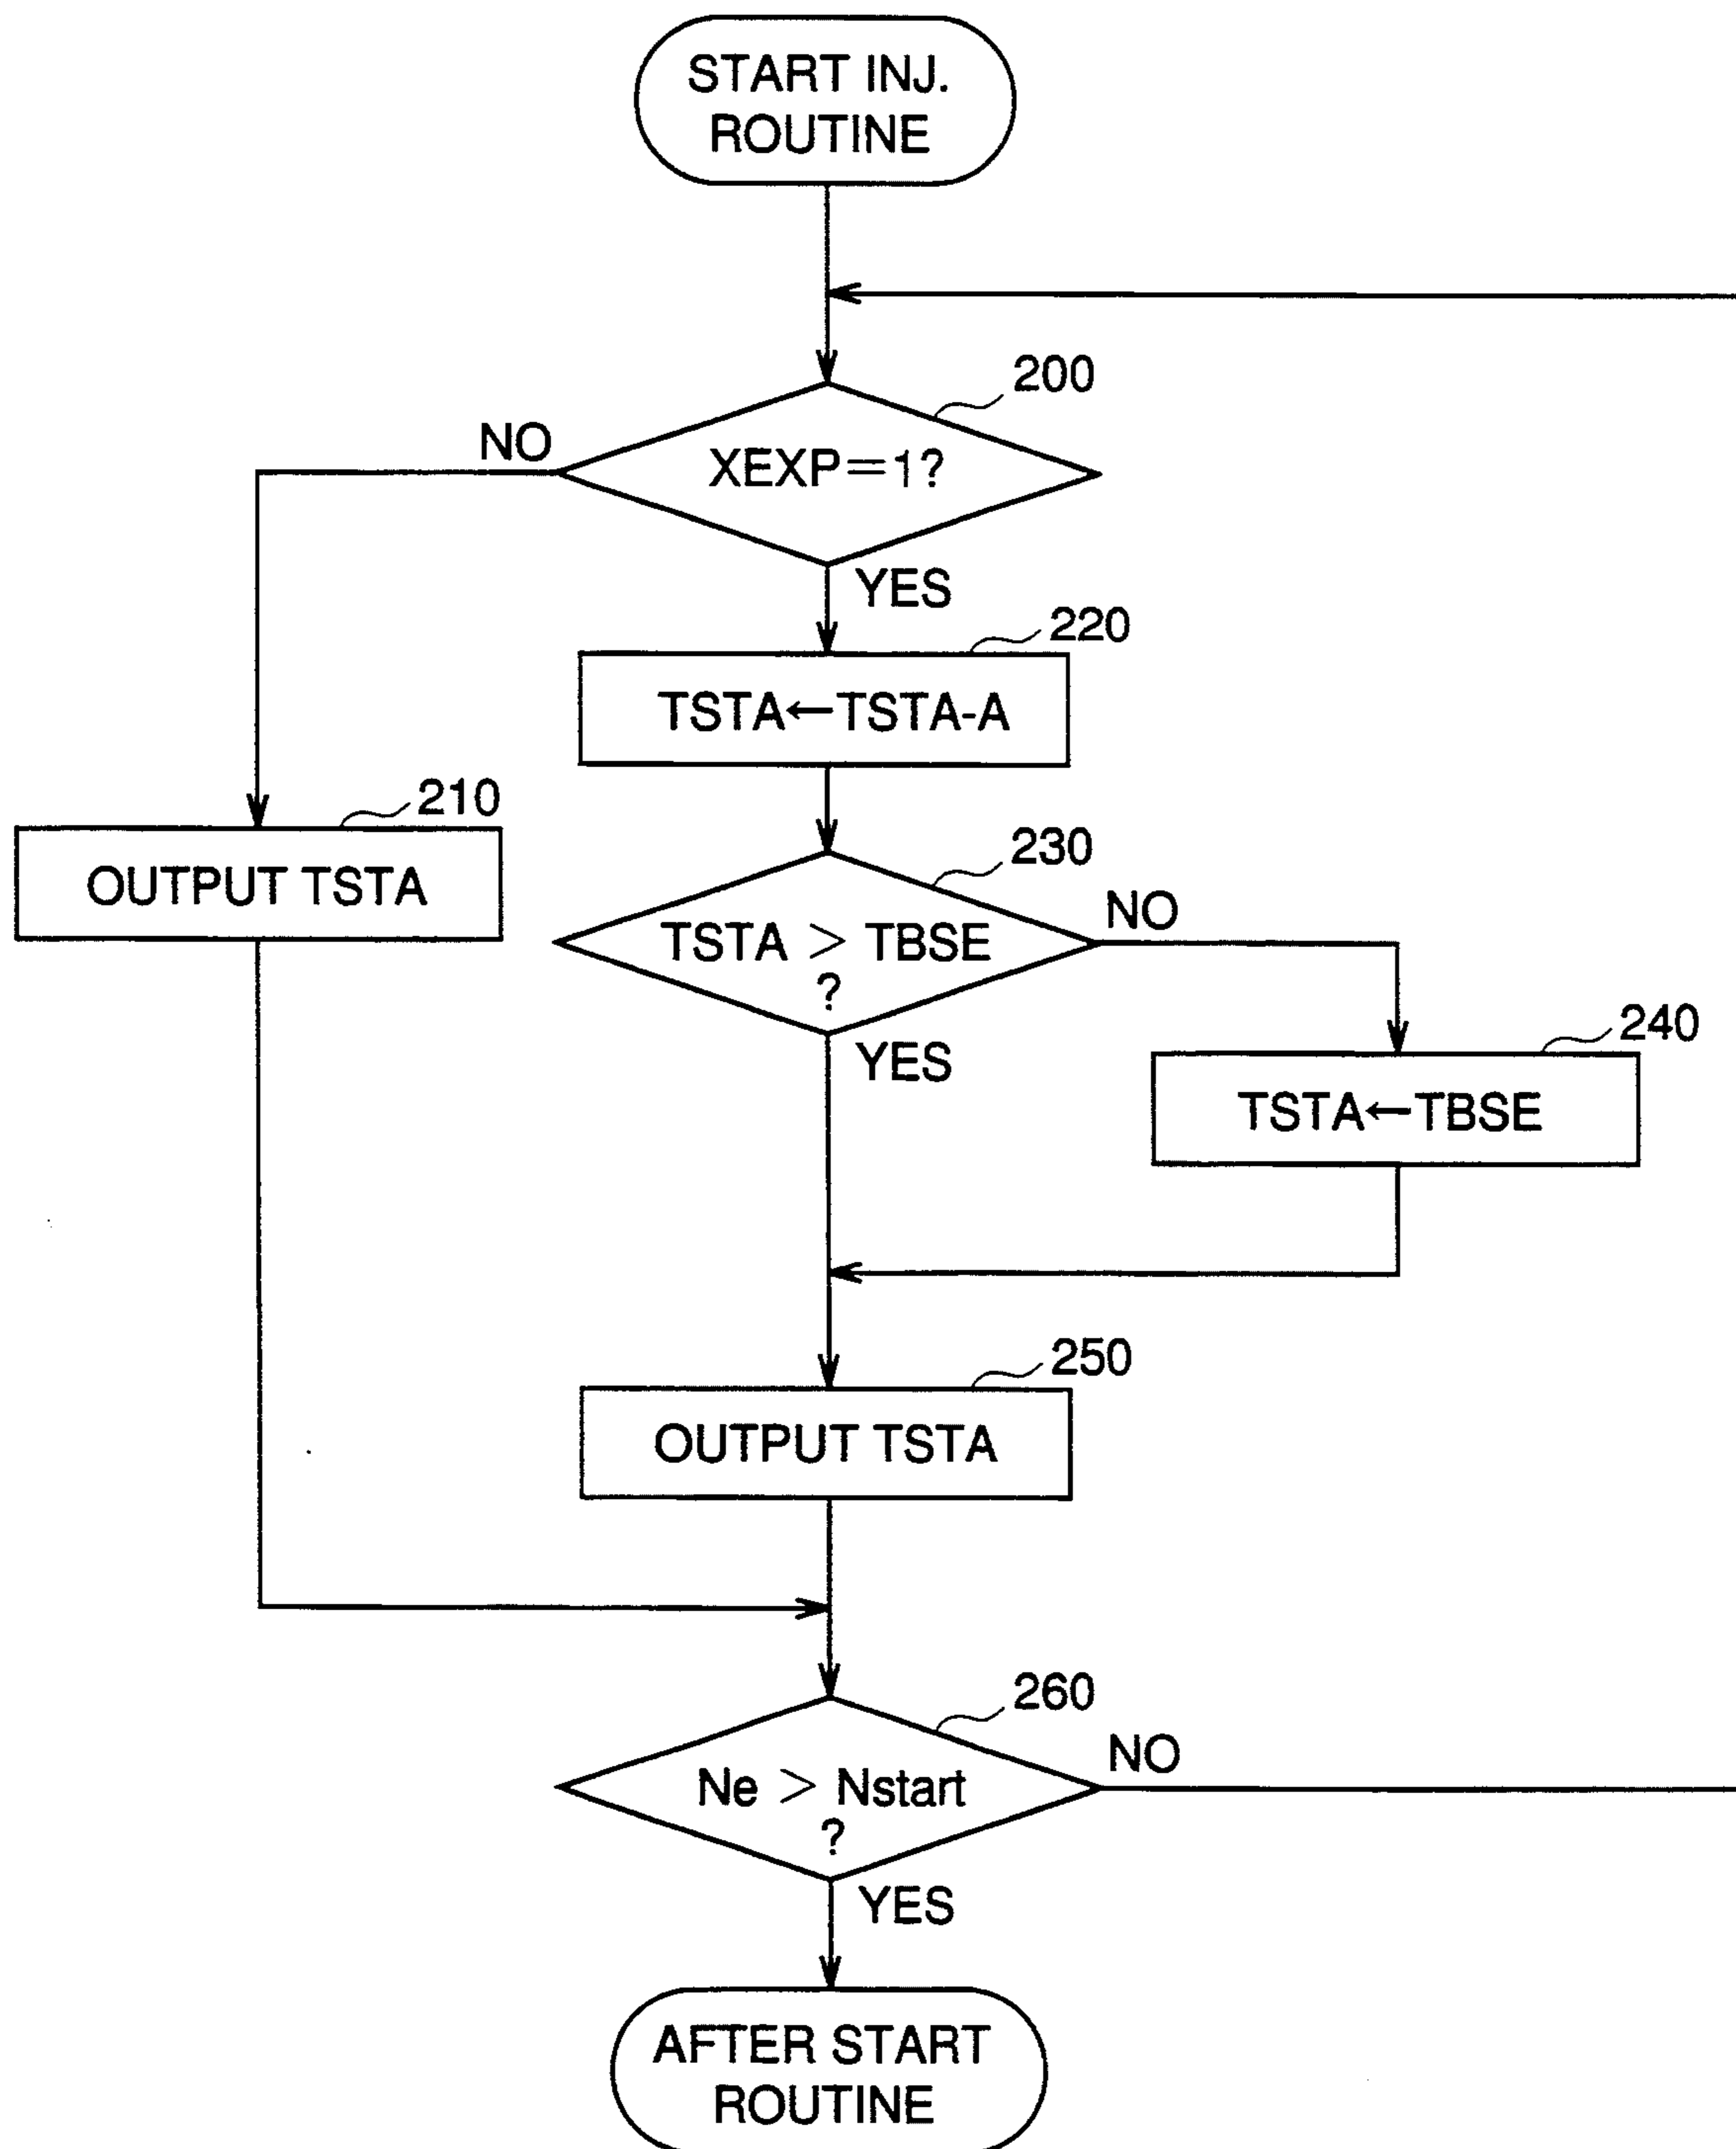 START INJ.
ROUTINE
200
NO
XEXP=1?
YES
220
TSTA←TSTA-A
210
OUTPUT TSTA
230
NO
TSTA > TBSE
?
YES
240
TSTA←TBSE
250
OUTPUT TSTA
260
NO
Ne > Nstart
?
YES
AFTER START
ROUTINE